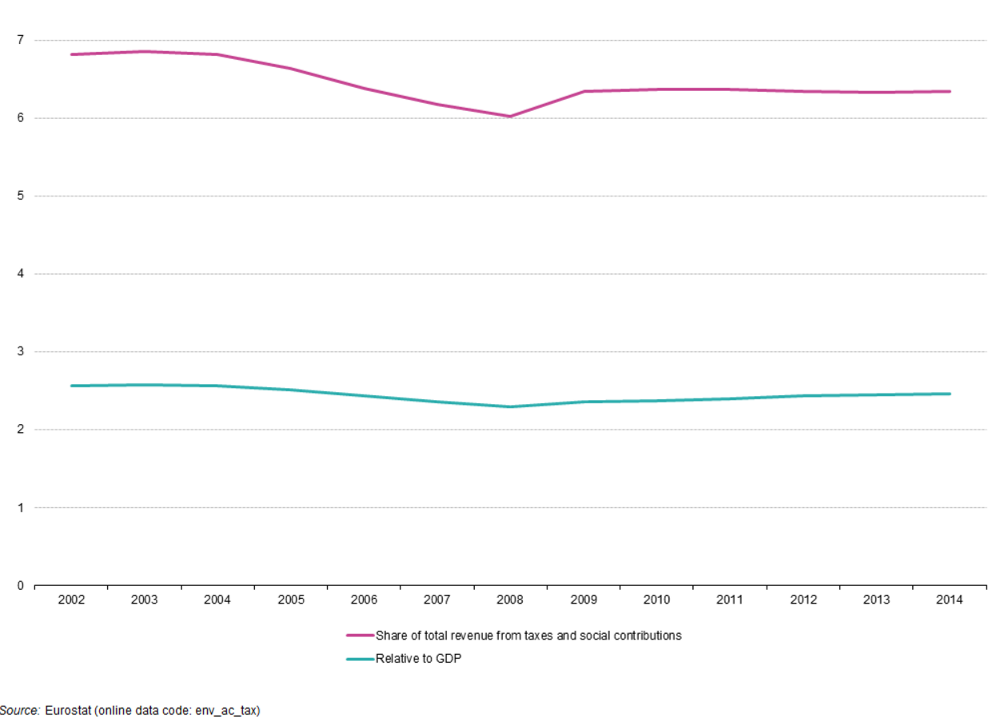 7
6
5
4
3
2
1
0
2002 2003 2004 2005 2006 2007 2008 2009 2010 2011 2012 2013 2014
Share of total revenue from taxes and social contributions
Relative to GDP
Source: Eurostat (online data code: env_ac_tax)